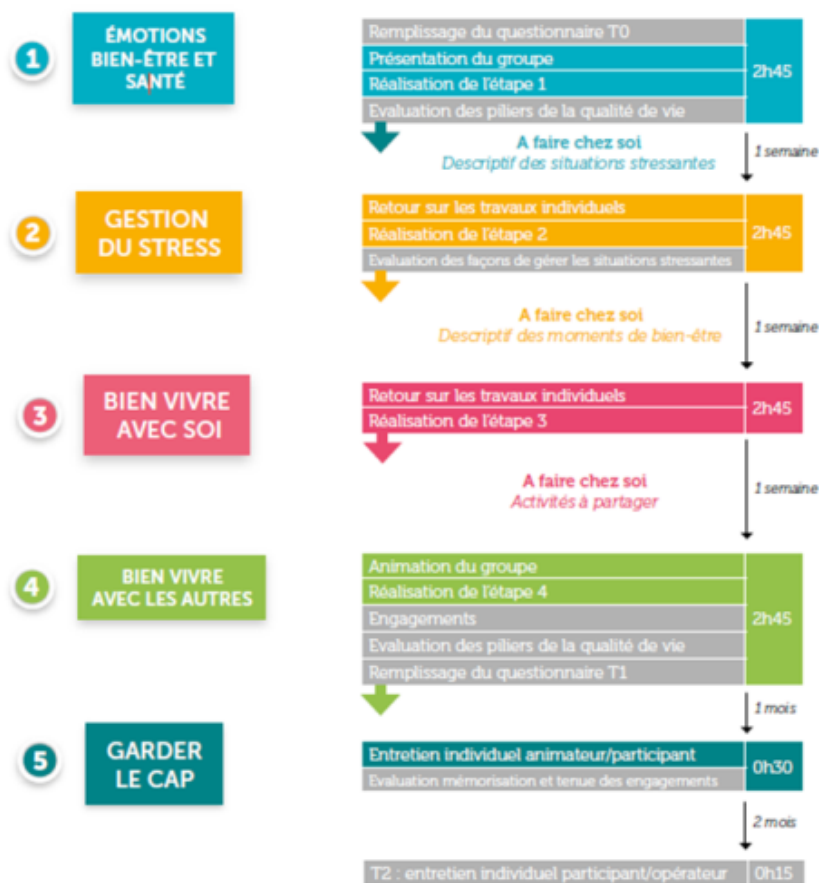 1
ÉMOTIONS
BIEN-ÊTRE ET
SANTÉ
Remplissage du questionnaire T0
Présentation du groupe
Réalisation de l'étape 1
Evaluation des piliers de la qualité de vie
2h45
A faire chez soi
Descriptif des situations stressantes
1 semaine
2
GESTION
DU STRESS
Retour sur les travaux individuels
Réalisation de l'étape 2
Evaluation des façons de gérer les situations stressantes
2h45
A faire chez soi
Descriptif des moments de bien-être
1 semaine
3
BIEN VIVRE
AVEC SOI
Retour sur les travaux individuels
Réalisation de l'étape 3
2h45
A faire chez soi
Activités à partager
1 semaine
4
BIEN VIVRE
AVEC LES AUTRES
Animation du groupe
Réalisation de l'étape 4
Engagements
Evaluation des piliers de la qualité de vie
Remplissage du questionnaire T1
2h45
1 mois
5
GARDER
LE CAP
Entretien individuel animateur/participant
Evaluation mémorisation et tenue des engagements
0h30
2 mois
T2 : entretien individuel participant/opérateur
0h15